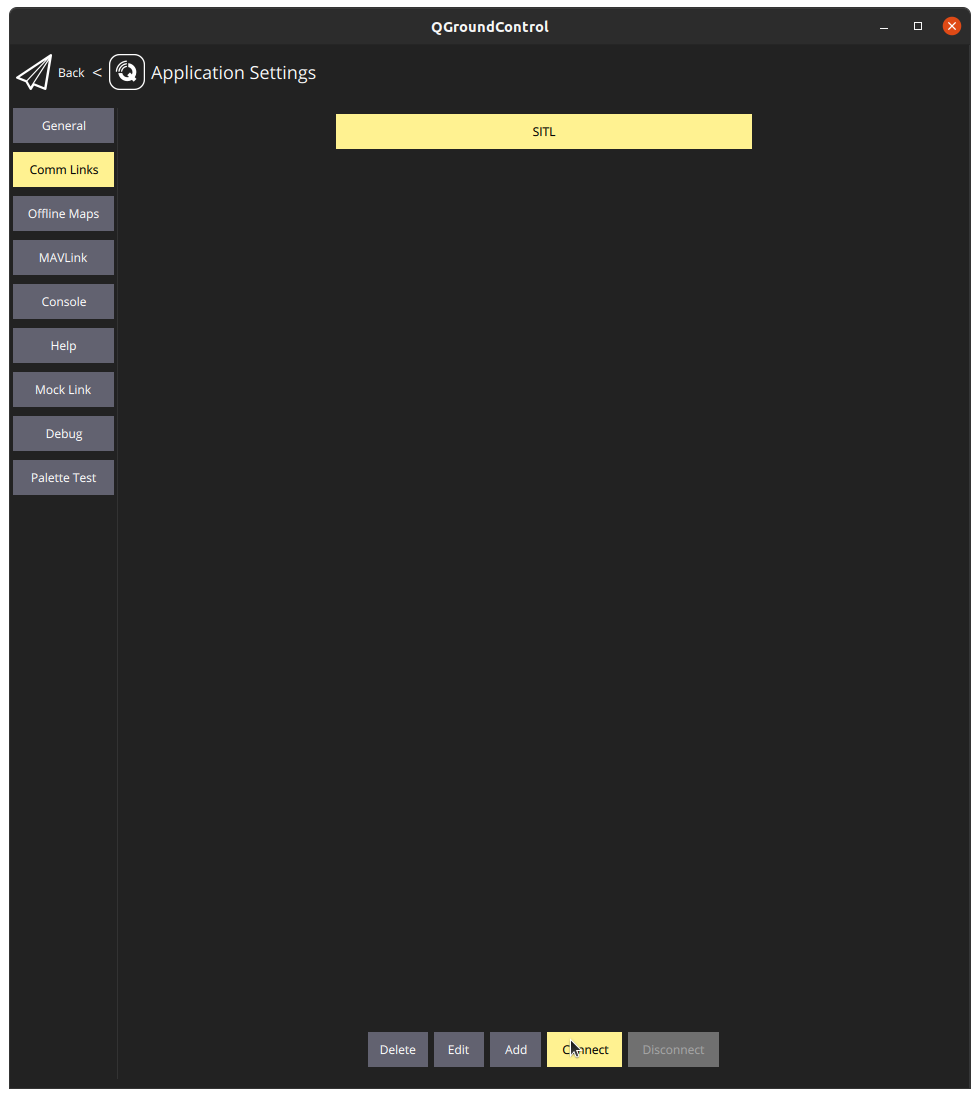 QGroundControl
Back < Application Settings
General
SITL
Comm Links
Offline Maps
MAVLink
Console
Help
Mock Link
Debug
Palette Test
Delete Edit Add Connect Disconnect